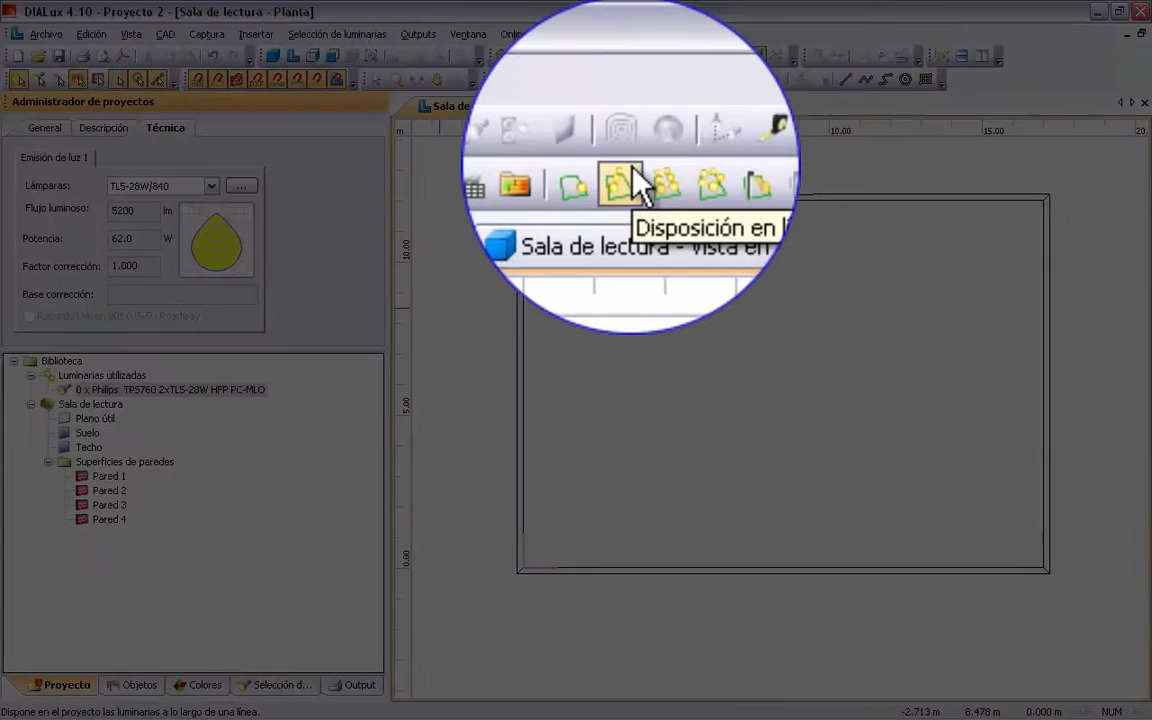 DIALux 4.10 - Proyecto 2 - [Sala de lectura - Planta]
Archivo Edición Vista CAD Captura Insertar Selección de luminarias Outputs Ventana
Administrador de proyectos
Sala de
General Descripción Técnica
m
10.00 15.00 20.
Emisión de luz 1
Lámparas: TL5-28W/840 ...
Flujo luminoso: 5200 lm
Potencia: 62.0 W
Factor corrección: 1.000
Base corrección:
Disposición en l
Sala de lectura - Vista en
10.00
5.00
0.00
Biblioteca
Luminarias utilizadas
0 x Philips TPS760 2xTL5-28W HFP PC-MLO
Sala de lectura
Plano útil
Suelo
Techo
Superficies de paredes
Pared 1
Pared 2
Pared 3
Pared 4
Proyecto Objetos Colores Selección d... Output
Dispone en el proyecto las luminarias a lo largo de una línea.
-2.713 m 8.478 m 0.000 m NUM